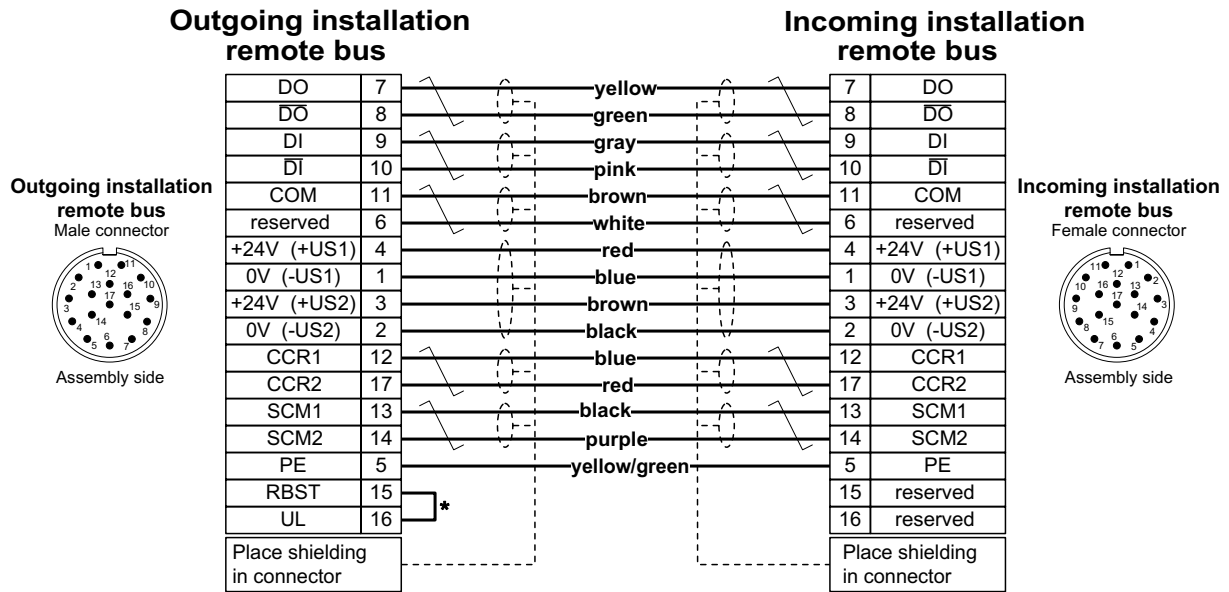 Outgoing installation
remote bus
Incoming installation
remote bus
DO 7 yellow 7 DO
D̅O̅ 8 green 8 D̅O̅
DI 9 gray 9 DI
D̅I̅ 10 pink 10 D̅I̅
COM 11 brown 11 COM
reserved 6 white 6 reserved
+24V (+US1) 4 red 4 +24V (+US1)
0V (-US1) 1 blue 1 0V (-US1)
+24V (+US2) 3 brown 3 +24V (+US2)
0V (-US2) 2 black 2 0V (-US2)
CCR1 12 blue 12 CCR1
CCR2 17 red 17 CCR2
SCM1 13 black 13 SCM1
SCM2 14 purple 14 SCM2
PE 5 yellow/green 5 PE
RBST 15 * 15 reserved
UL 16 16 reserved
Place shielding
in connector
Place shielding
in connector
Outgoing installation
remote bus
Male connector
1 11
12
2 13 16 10
17
3 15 9
14
4 8
5 6 7
Assembly side
Incoming installation
remote bus
Female connector
11 1
12
10 16 13 2
17
9 14 3
15
8 4
7 6 5
Assembly side